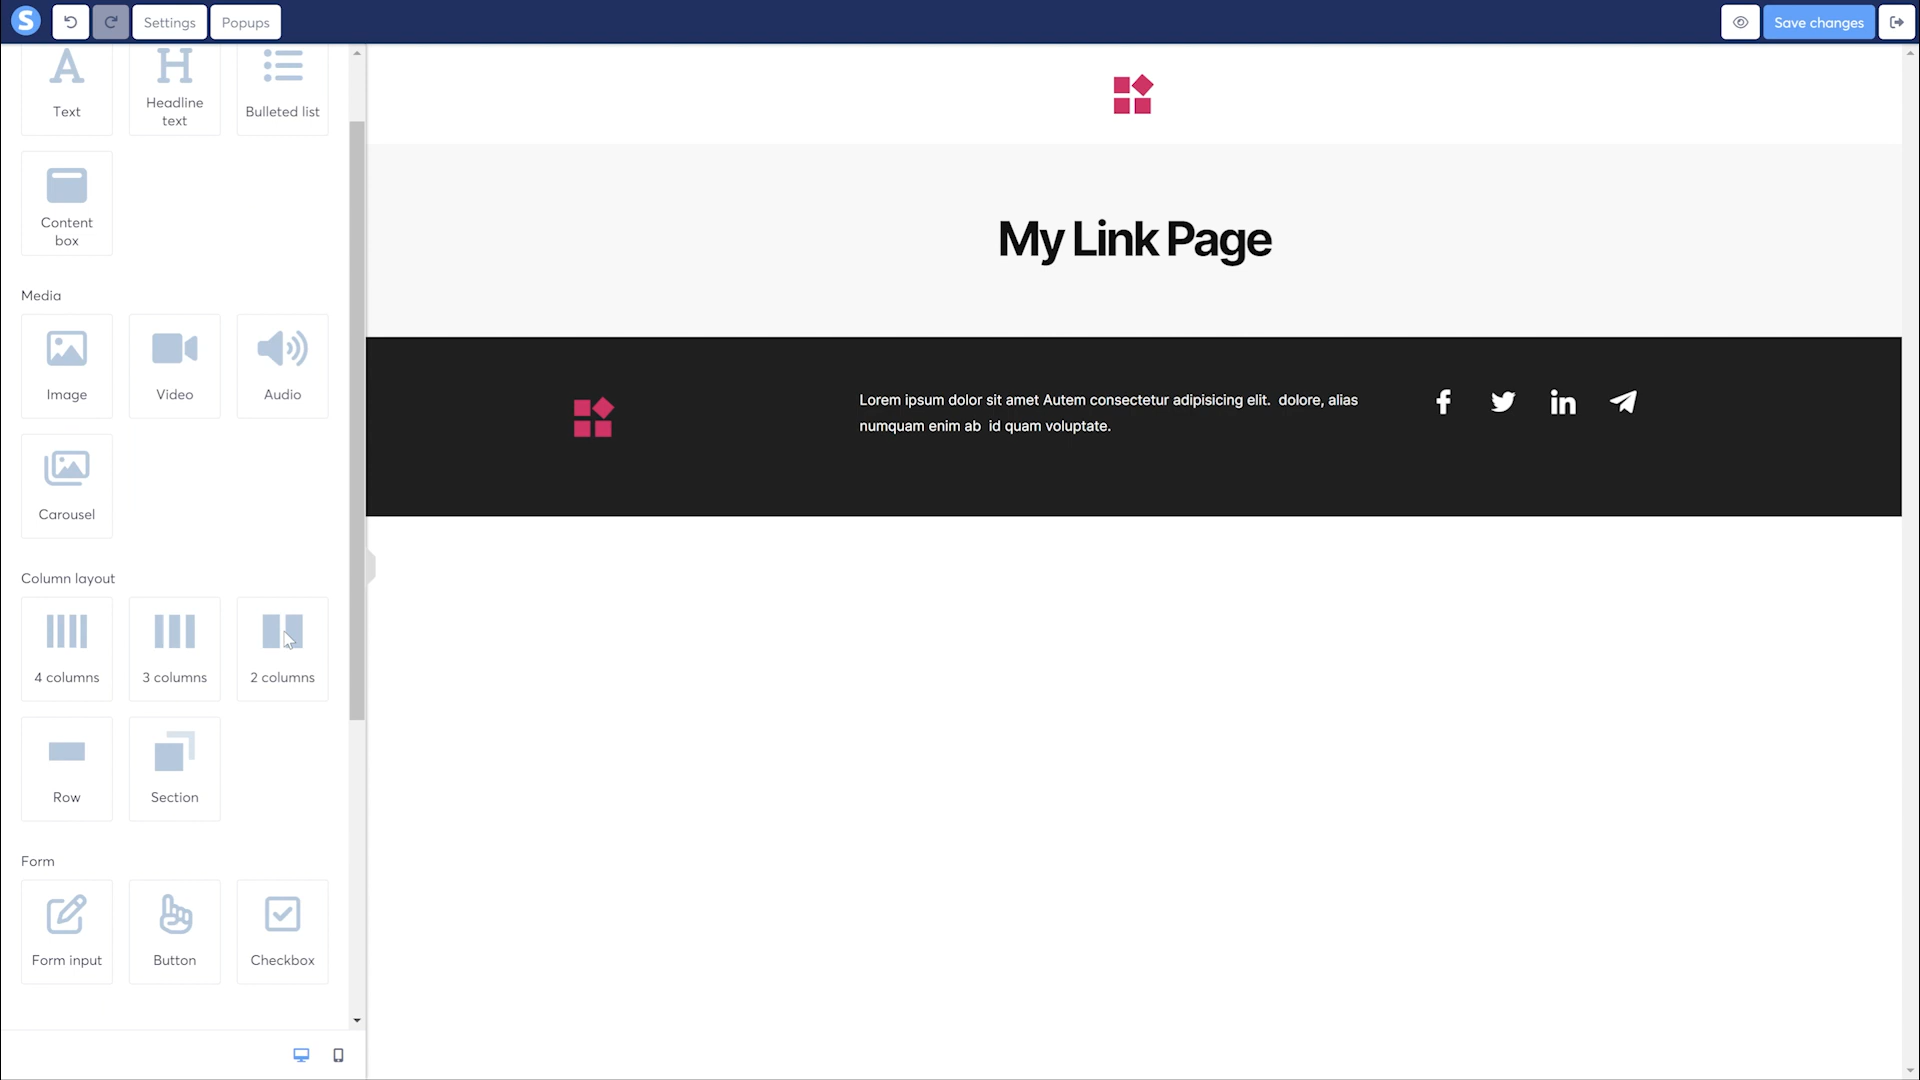 S
Settings
Popups
Save changes
Text
Headline
text
Bulleted list
Content
box
Media
Image
Video
Audio
Carousel
Column layout
4 columns
3 columns
2 columns
Row
Section
Form
Form input
Button
Checkbox
My Link Page
Lorem ipsum dolor sit amet Autem consectetur adipisicing elit.  dolore, alias
numquam enim ab  id quam voluptate.